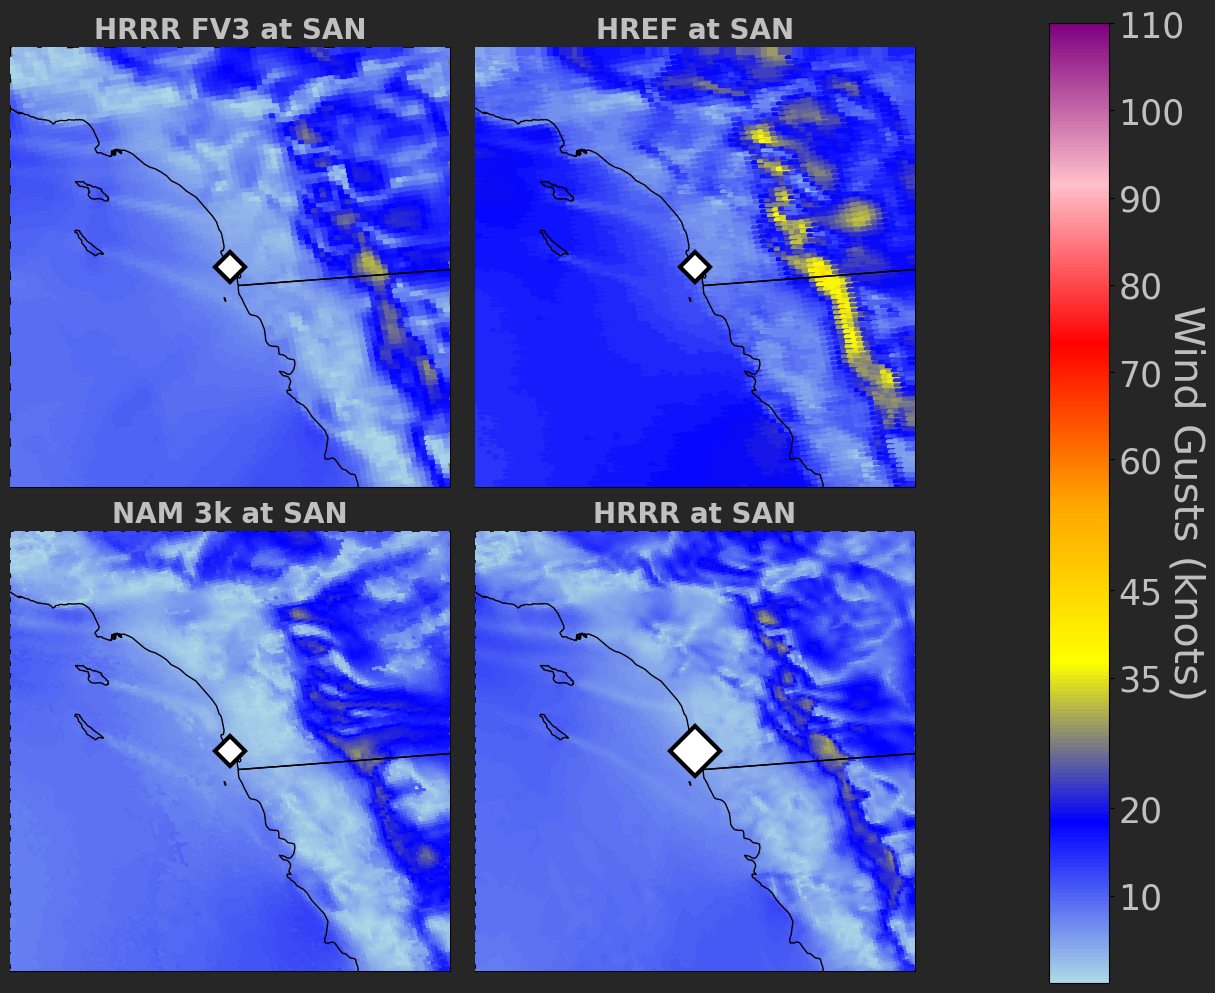 HRRR FV3 at SAN
HREF at SAN
NAM 3k at SAN
HRRR at SAN
110
100
90
80
70
60
45
35
20
10
Wind Gusts (knots)